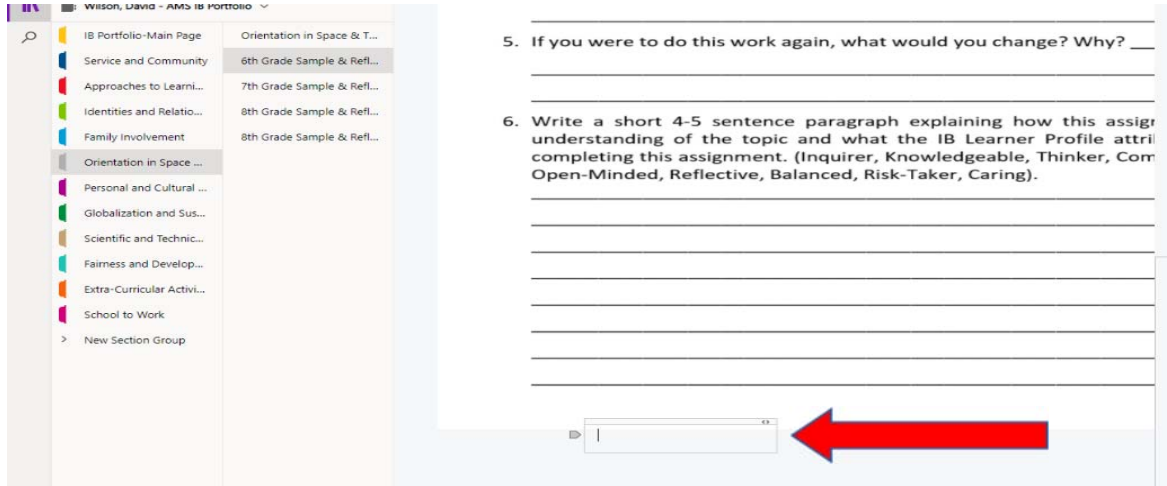 Wilson, David - AMS IB Portfolio
IB Portfolio-Main Page
Service and Community
Approaches to Learni...
Identities and Relatio...
Family Involvement
Orientation in Space ...
Personal and Cultural ...
Globalization and Sus...
Scientific and Technic...
Fairness and Develop...
Extra-Curricular Activi...
School to Work
New Section Group
Orientation in Space & T...
6th Grade Sample & Refl...
7th Grade Sample & Refl...
8th Grade Sample & Refl...
8th Grade Sample & Refl...
5. If you were to do this work again, what would you change? Why?
6. Write a short 4-5 sentence paragraph explaining how this assig
understanding of the topic and what the IB Learner Profile attri
completing this assignment. (Inquirer, Knowledgeable, Thinker, Com
Open-Minded, Reflective, Balanced, Risk-Taker, Caring).